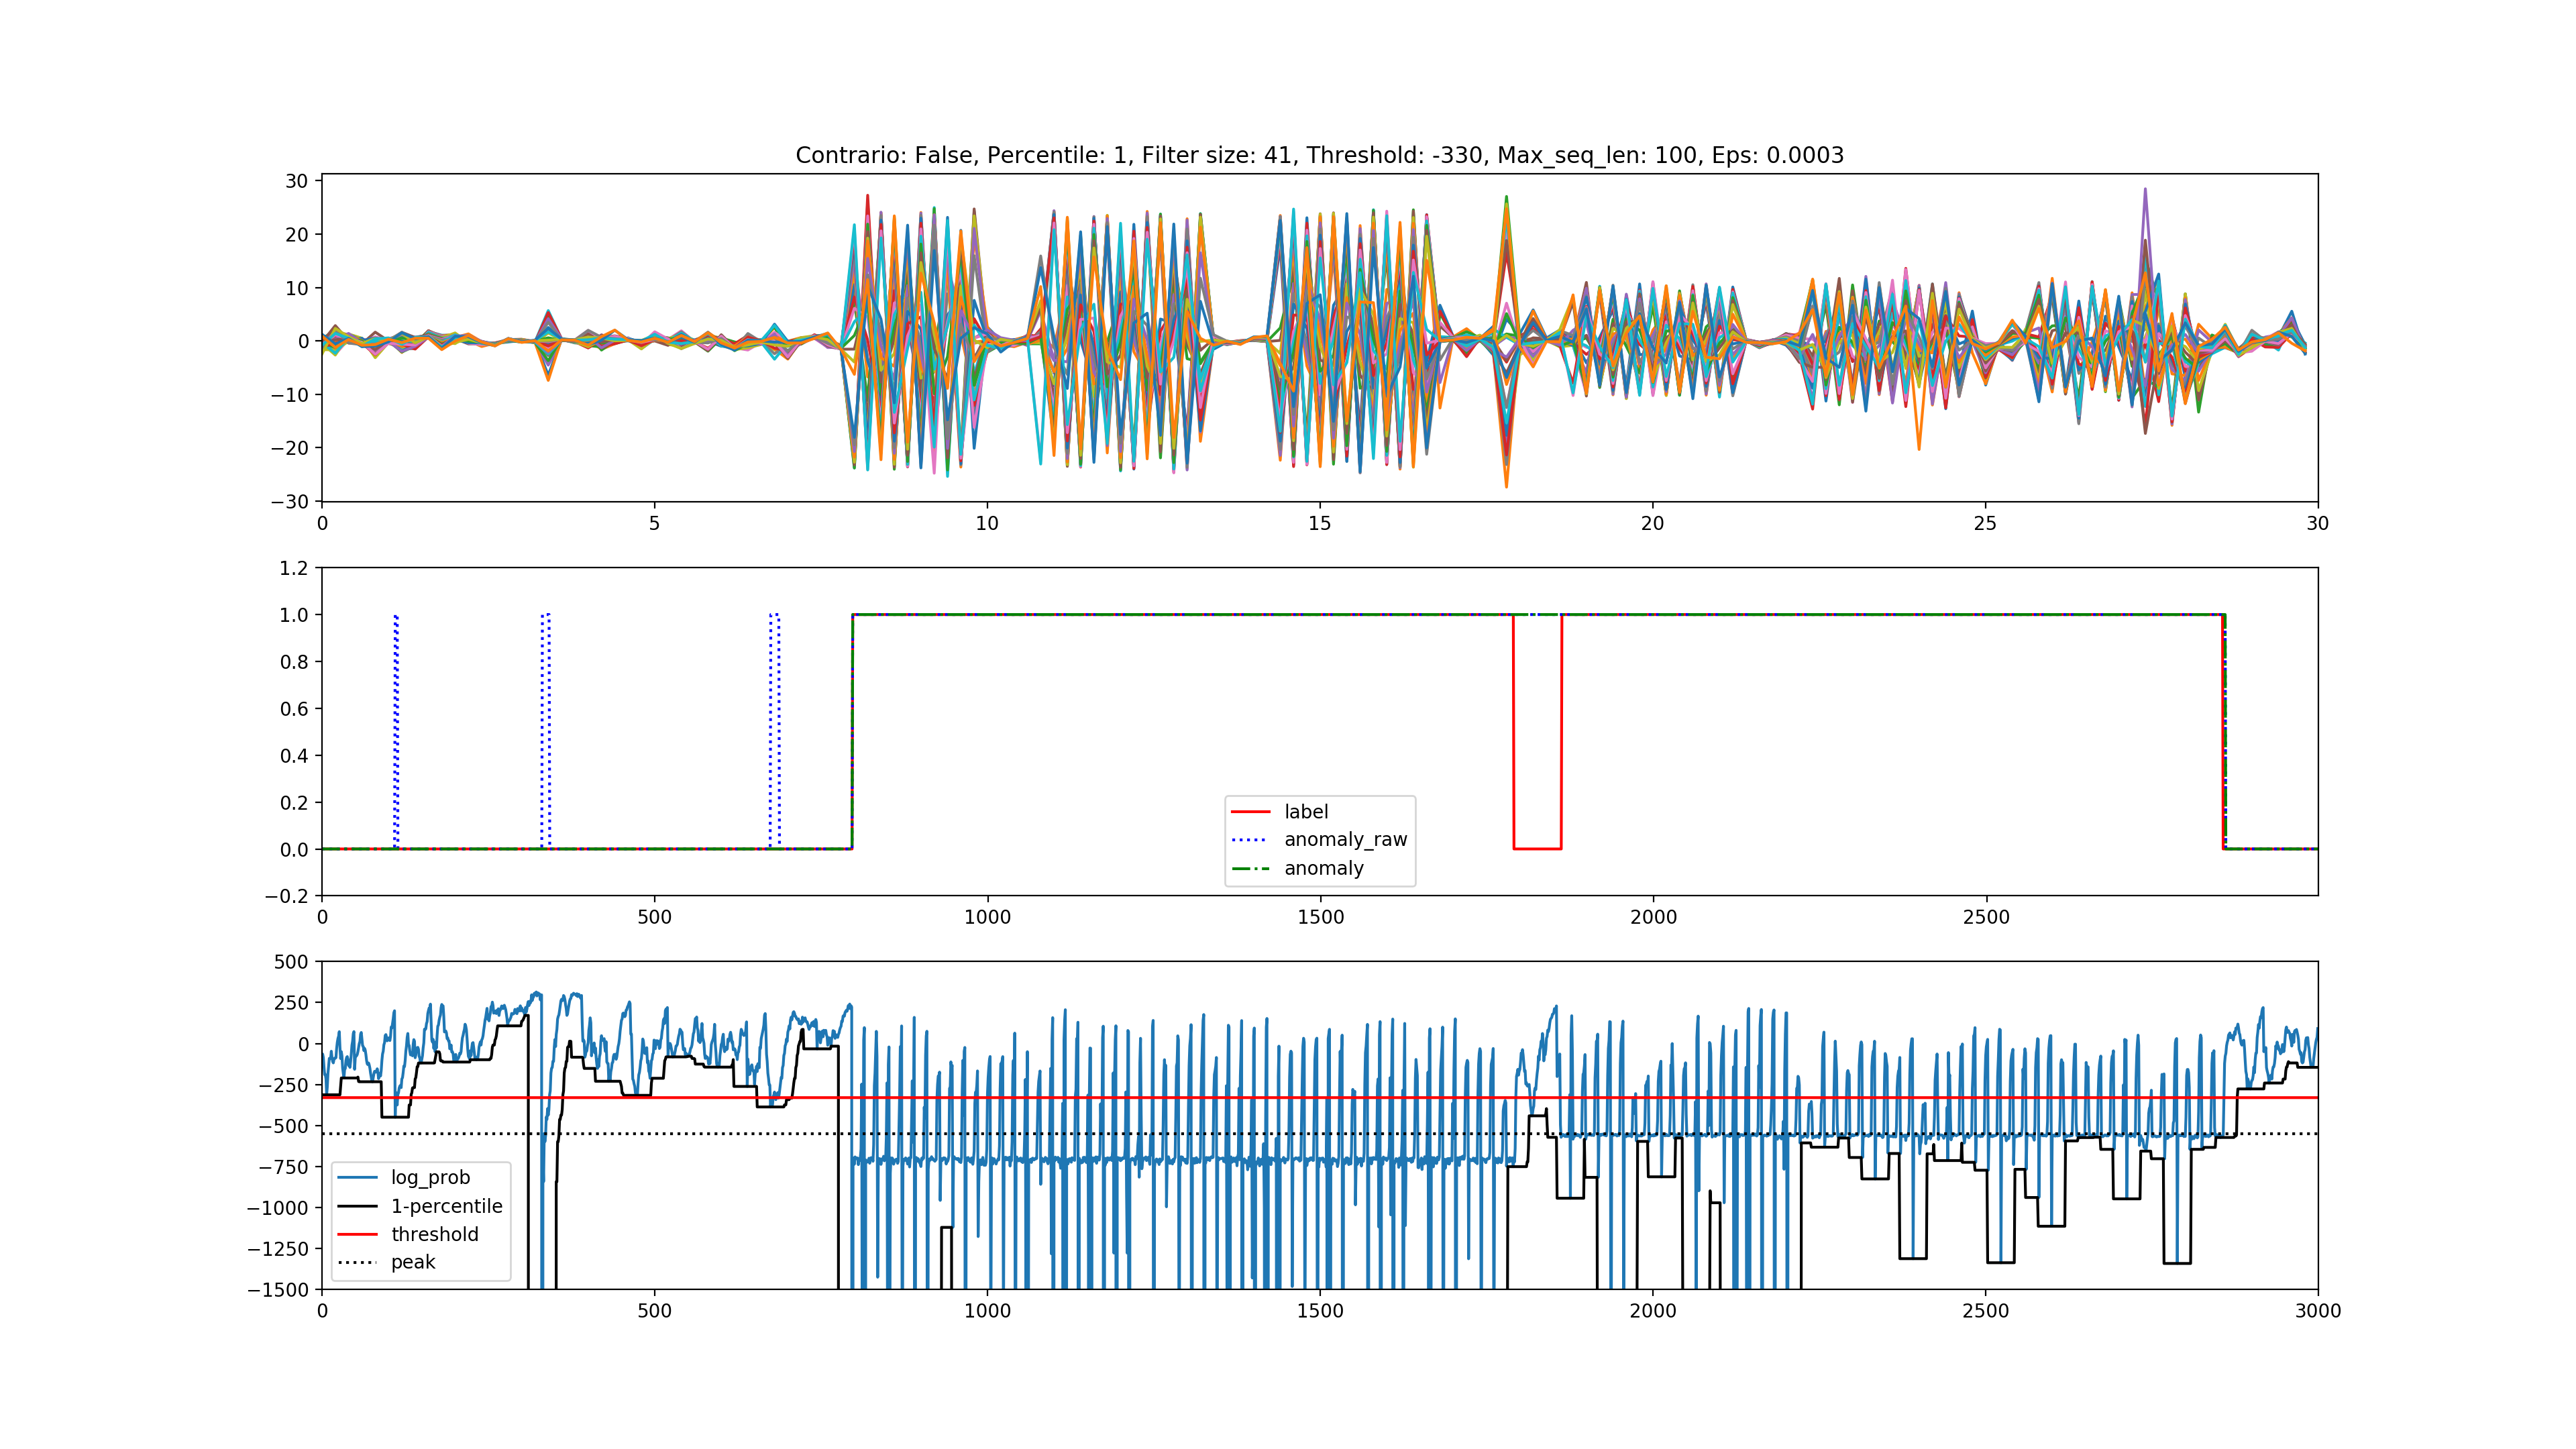 Contrario: False, Percentile: 1, Filter size: 41, Threshold: -330, Max_seq_len: 100, Eps: 0.0003
30
20
10
0
−10
−20
−30
0 5 10 15 20 25 30
1.2
1.0
0.8
0.6
0.4
0.2
0.0
−0.2
label
anomaly_raw
anomaly
0 500 1000 1500 2000 2500
500
250
0
−250
−500
−750
−1000
−1250
−1500
log_prob
1-percentile
threshold
peak
0 500 1000 1500 2000 2500 3000